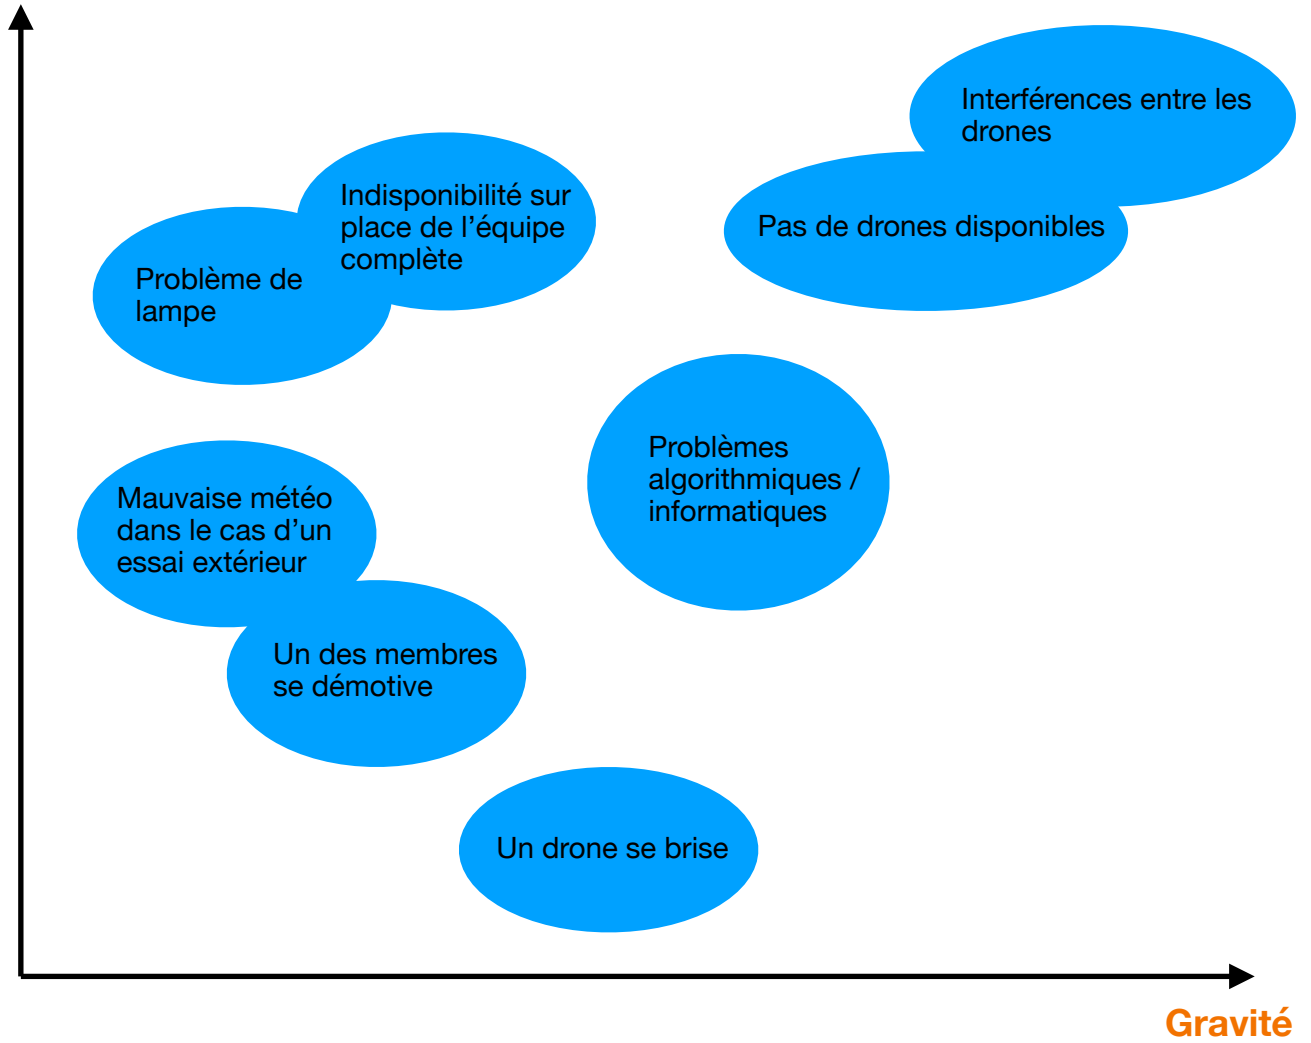 Interférences entre les
drones
Indisponibilité sur
place de l’équipe
complète
Pas de drones disponibles
Problème de
lampe
Problèmes
algorithmiques /
informatiques
Mauvaise météo
dans le cas d’un
essai extérieur
Un des membres
se démotive
Un drone se brise
Gravité